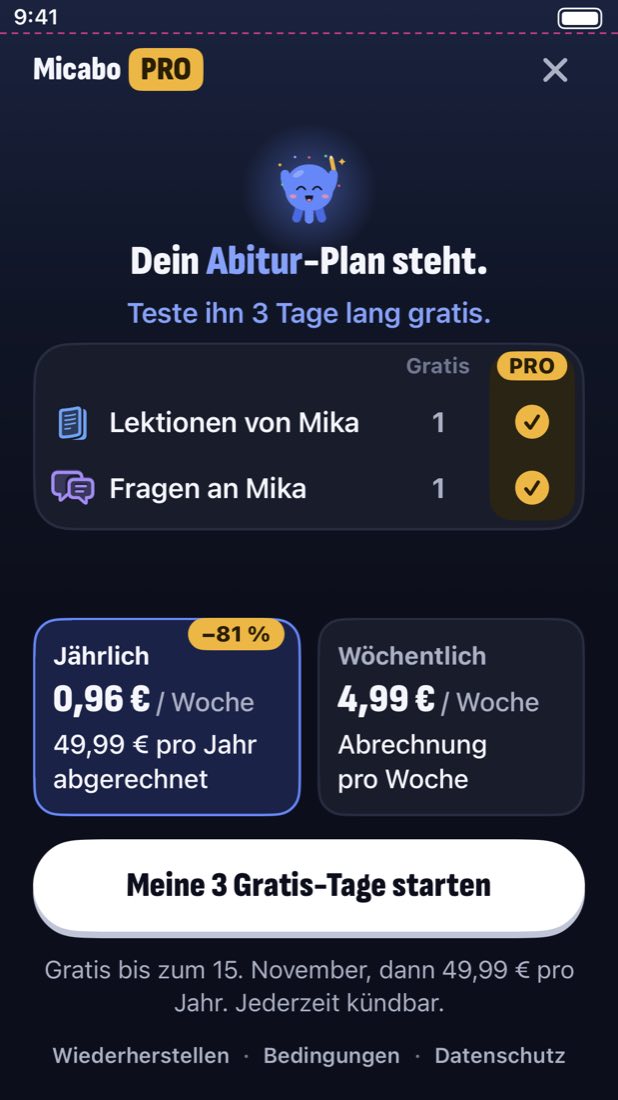 9:41
Micabo PRO
Dein Abitur-Plan steht.
Teste ihn 3 Tage lang gratis.
Gratis PRO
Lektionen von Mika 1
Fragen an Mika 1
−81 %
Jährlich
0,96 € / Woche
49,99 € pro Jahr
abgerechnet
Wöchentlich
4,99 € / Woche
Abrechnung
pro Woche
Meine 3 Gratis-Tage starten
Gratis bis zum 15. November, dann 49,99 € pro
Jahr. Jederzeit kündbar.
Wiederherstellen · Bedingungen · Datenschutz